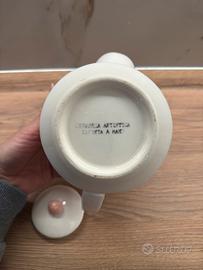 CERAMICA ARTISTICA
DIPINTA A MANO
subito